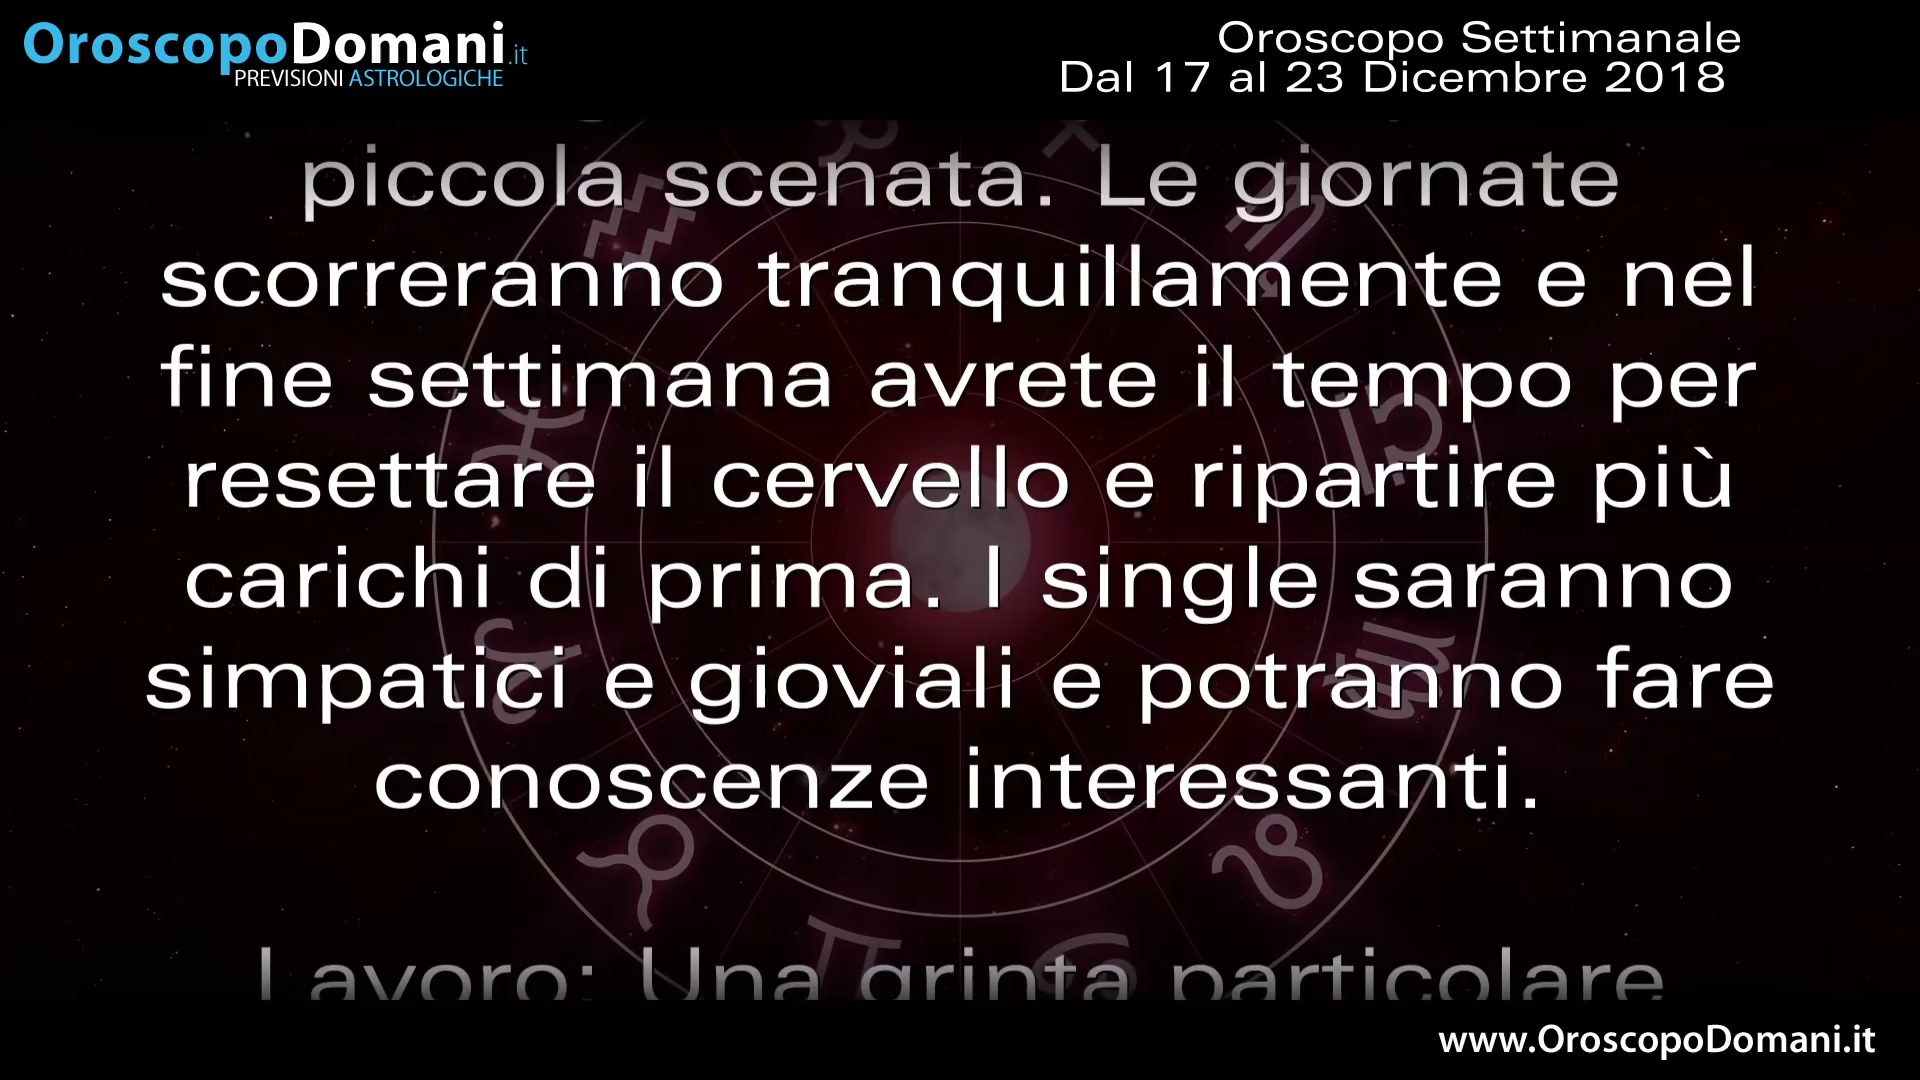 OroscopoDomani.it
PREVISIONI ASTROLOGICHE
Oroscopo Settimanale
Dal 17 al 23 Dicembre 2018
piccola scenata. Le giornate
scorreranno tranquillamente e nel
fine settimana avrete il tempo per
resettare il cervello e ripartire più
carichi di prima. I single saranno
simpatici e gioviali e potranno fare
conoscenze interessanti.
Lavoro: Una grinta particolare
www.OroscopoDomani.it